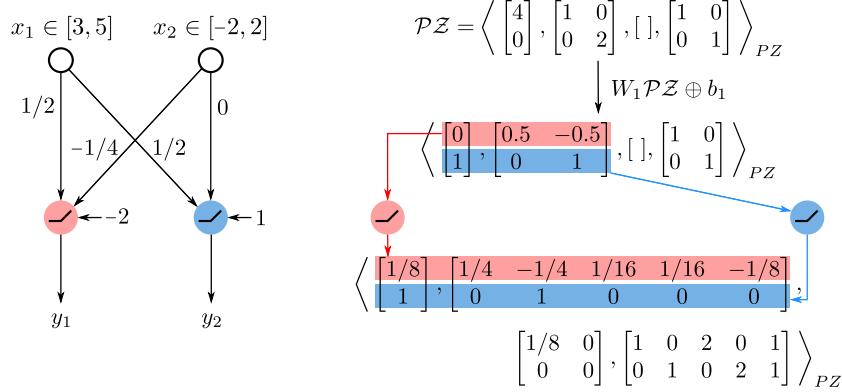 x₁ ∈ [3, 5] x₂ ∈ [–2, 2]
1/2 0
–1/4 1/2
–2 1
y₁ y₂
𝒫𝒵 = ⟨ [4; 0], [1 0; 0 2], [ ], [1 0; 0 1] ⟩_PZ
W₁𝒫𝒵 ⊕ b₁
⟨ [0; 1], [0.5 −0.5; 0 1], [ ], [1 0; 0 1] ⟩_PZ
⟨ [1/8; 1], [1/4 −1/4 1/16 1/16 −1/8; 0 1 0 0 0],
[1/8 0; 0 0], [1 0 2 0 1; 0 1 0 2 1] ⟩_PZ